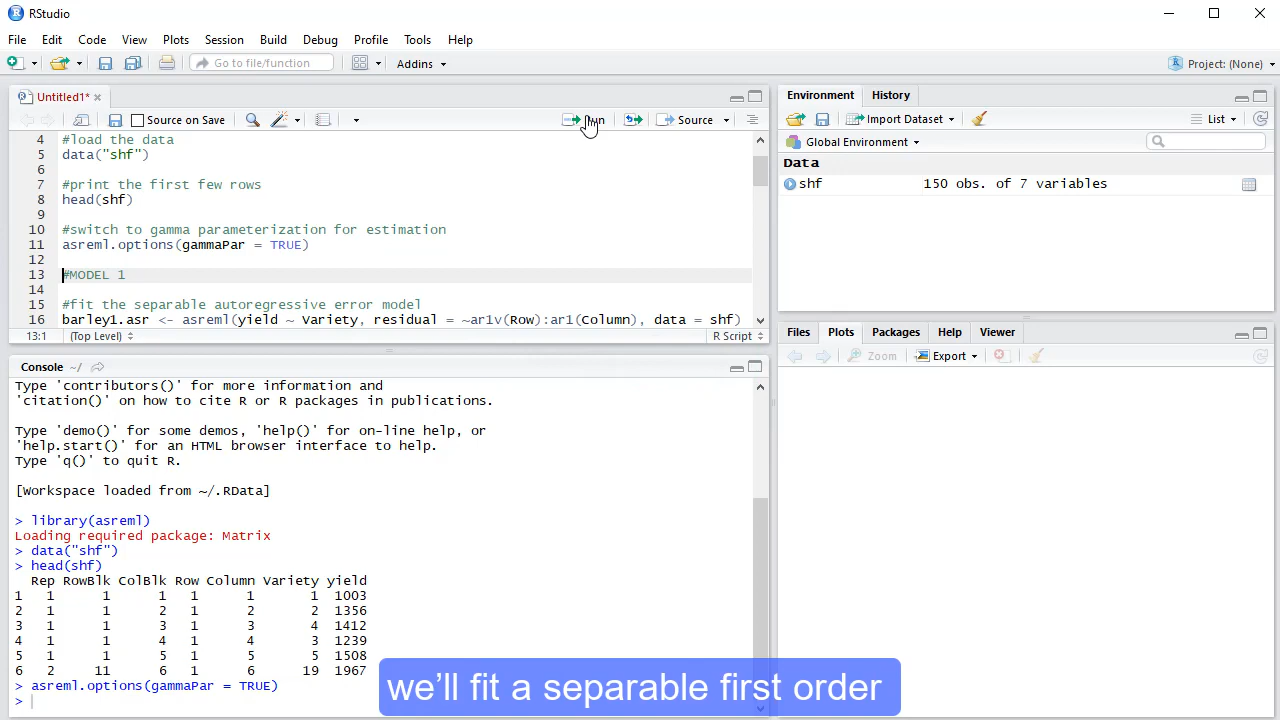 RStudio
File Edit Code View Plots Session Build Debug Profile Tools Help
Go to file/function Addins Project: (None)
Untitled1*
Source on Save Run Source
4 #load the data
5 data("shf")
6
7 #print the first few rows
8 head(shf)
9
10 #switch to gamma parameterization for estimation
11 asreml.options(gammaPar = TRUE)
12
13 #MODEL 1
14
15 #fit the separable autoregressive error model
16 barley1.asr <- asreml(yield ~ Variety, residual = ~ar1v(Row):ar1(Column), data = shf)
13:1 (Top Level) R Script
Console ~/
Type 'contributors()' for more information and
'citation()' on how to cite R or R packages in publications.
Type 'demo()' for some demos, 'help()' for on-line help, or
'help.start()' for an HTML browser interface to help.
Type 'q()' to quit R.
[Workspace loaded from ~/.RData]
> library(asreml)
Loading required package: Matrix
> data("shf")
> head(shf)
Rep RowBlk ColBlk Row Column Variety yield
1 1 1 1 1 1 1 1003
2 1 1 2 1 2 2 1356
3 1 1 3 1 3 4 1412
4 1 1 4 1 4 3 1239
5 1 1 5 1 5 5 1508
6 2 11 6 1 6 19 1967
> asreml.options(gammaPar = TRUE)
>
Environment History
Import Dataset List
Global Environment
Data
shf 150 obs. of 7 variables
Files Plots Packages Help Viewer
Zoom Export
we'll fit a separable first order